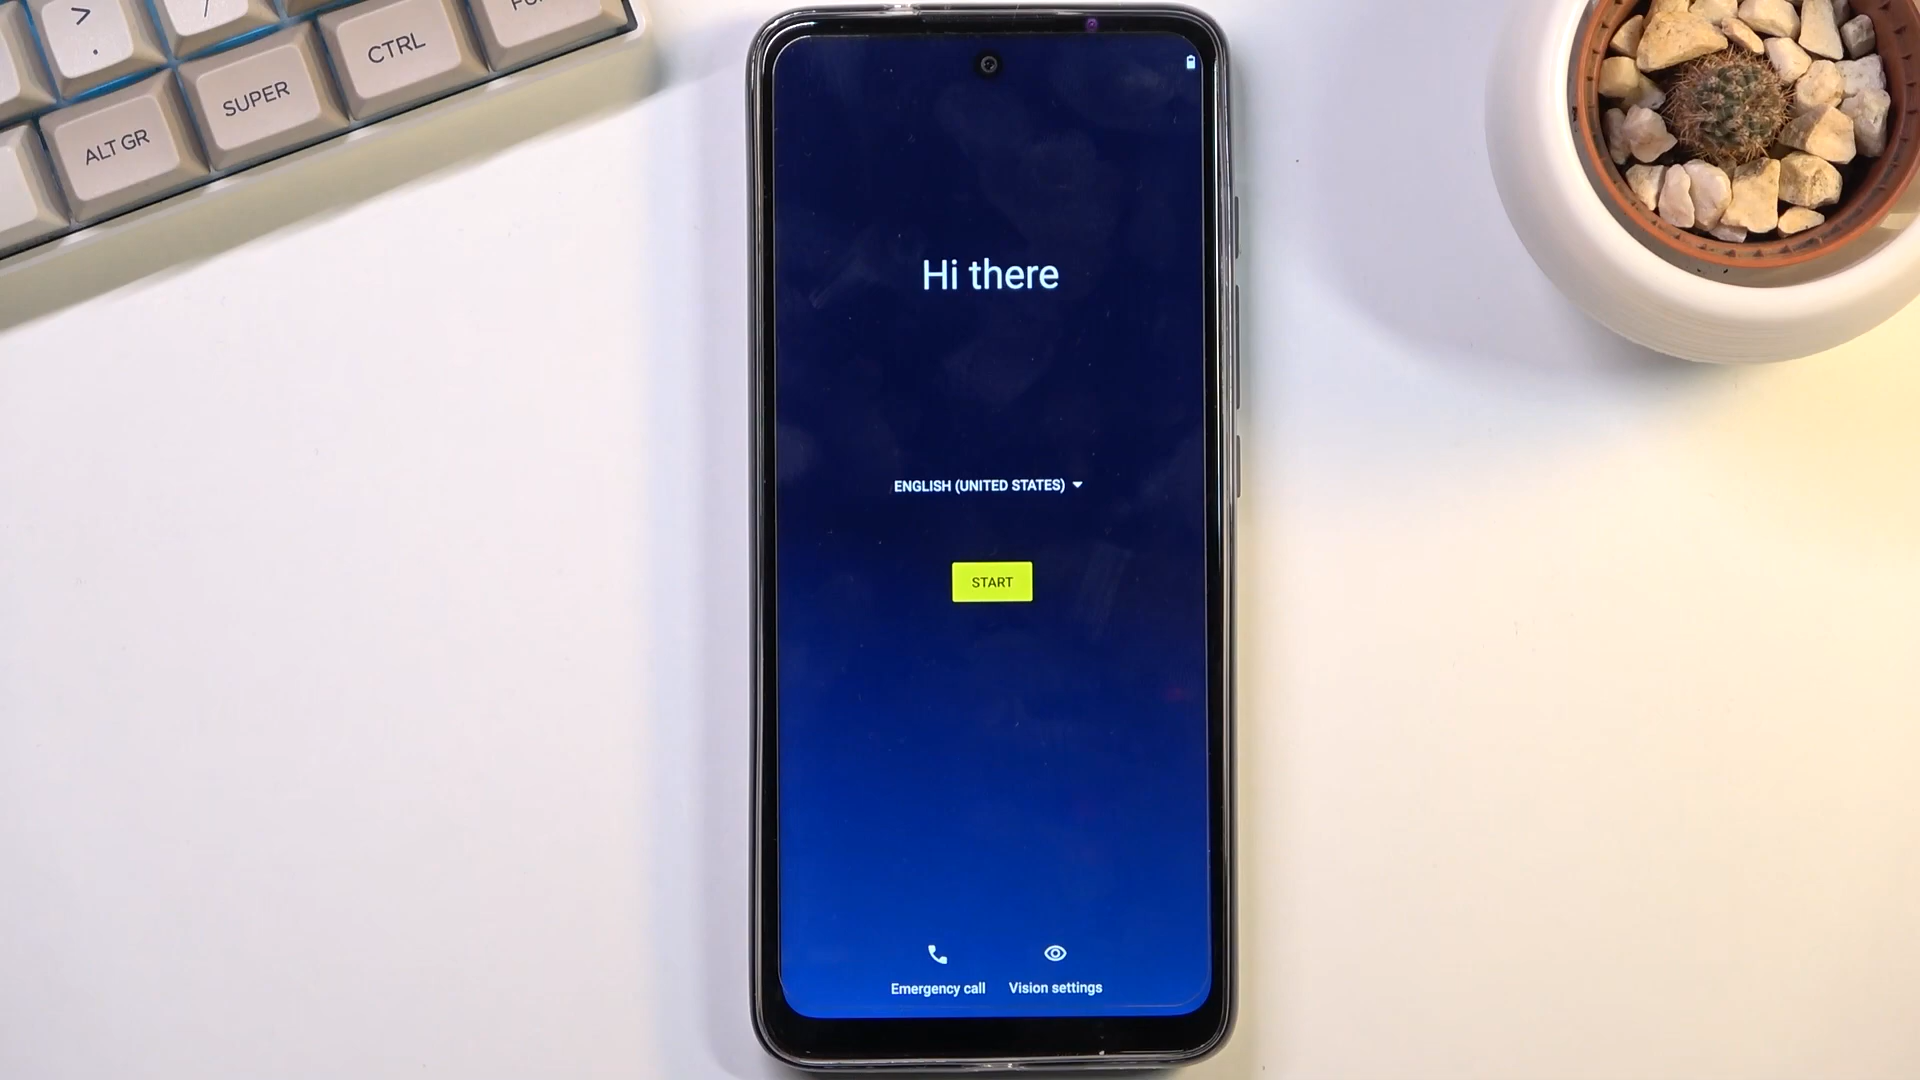 >
.
/
CTRL
SUPER
ALT GR
Hi there
ENGLISH (UNITED STATES)
START
Emergency call
Vision settings